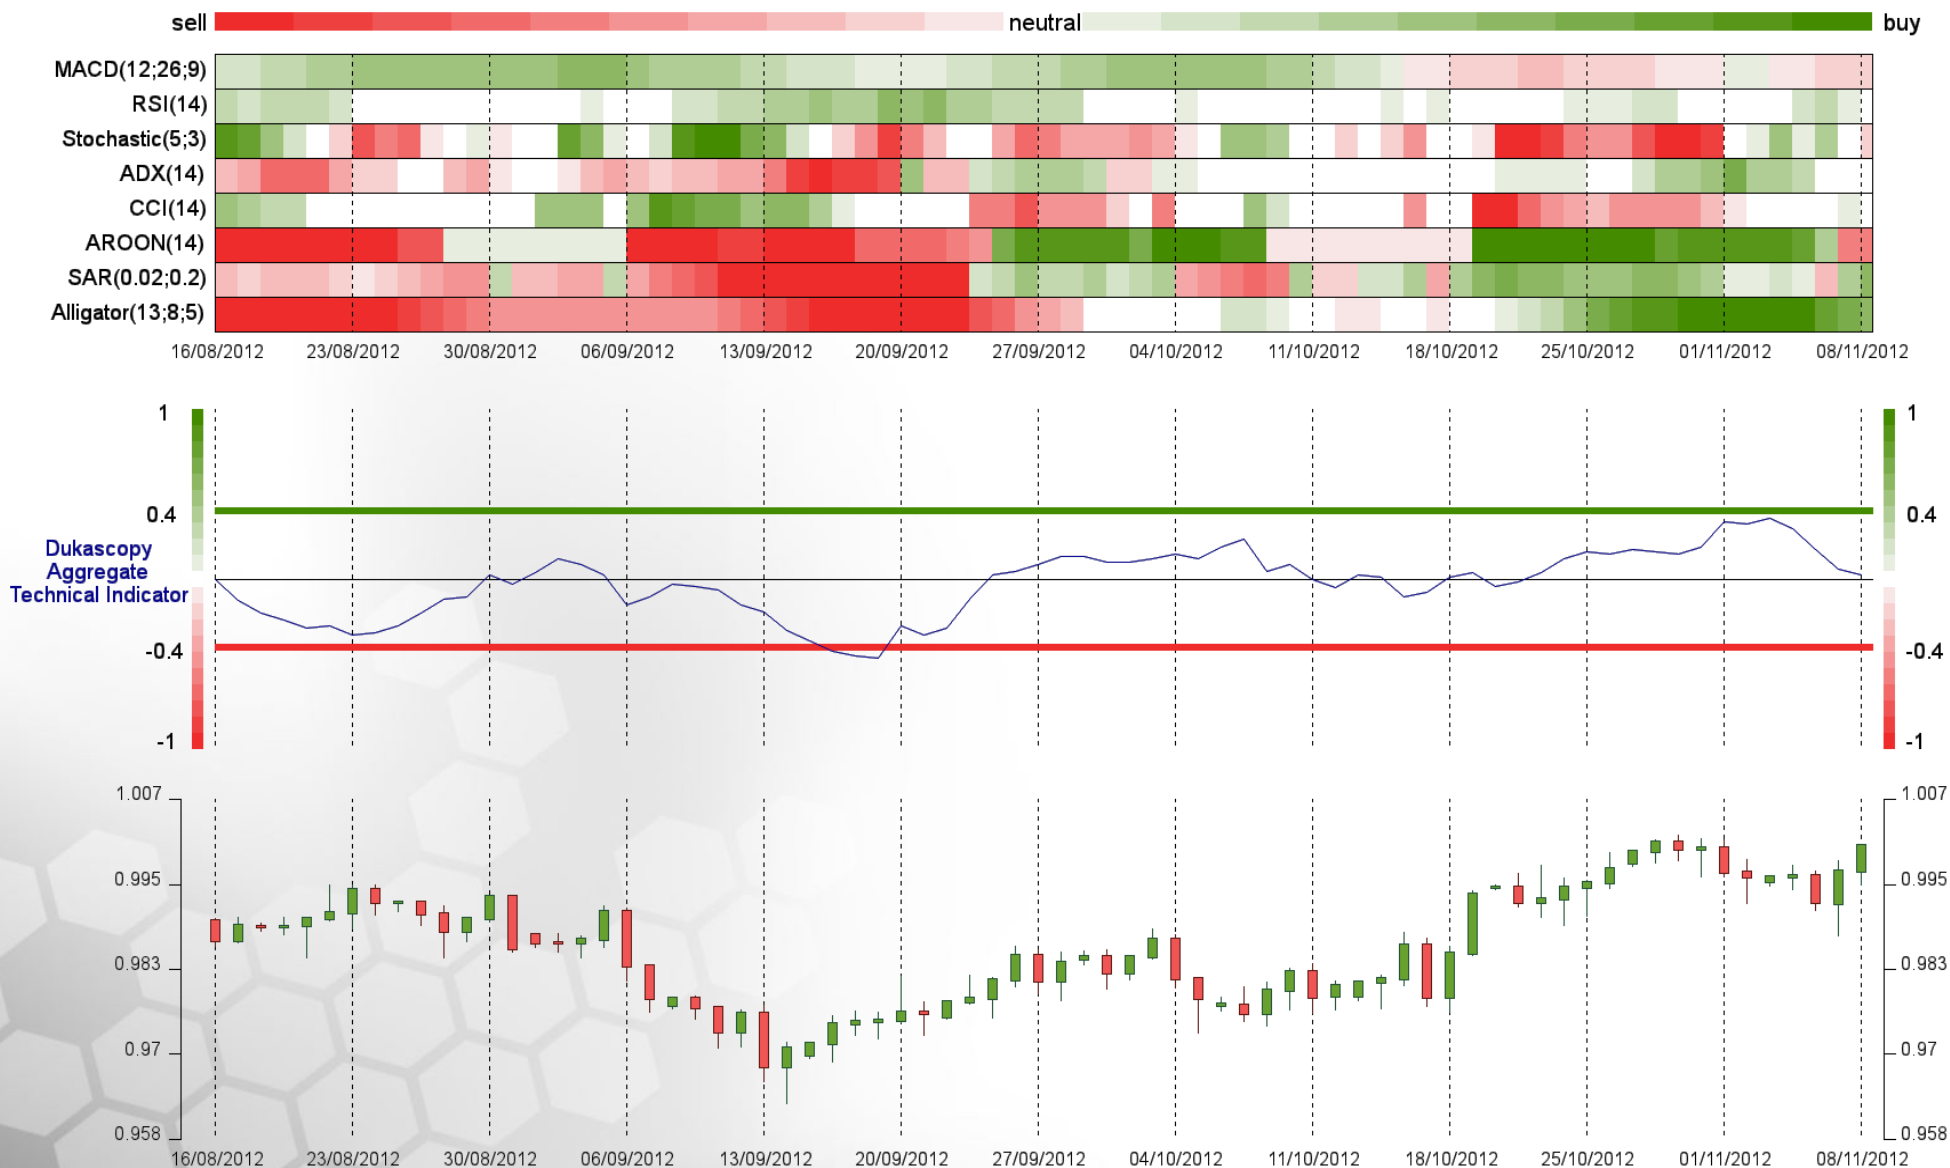 sell neutral buy
MACD(12;26;9)
RSI(14)
Stochastic(5;3)
ADX(14)
CCI(14)
AROON(14)
SAR(0.02;0.2)
Alligator(13;8;5)
16/08/2012 23/08/2012 30/08/2012 06/09/2012 13/09/2012 20/09/2012 27/09/2012 04/10/2012 11/10/2012 18/10/2012 25/10/2012 01/11/2012 08/11/2012
1 1
0.4 0.4
Dukascopy
Aggregate
Technical Indicator
-0.4 -0.4
-1 -1
1.007 1.007
0.995 0.995
0.983 0.983
0.97 0.97
0.958 0.958
16/08/2012 23/08/2012 30/08/2012 06/09/2012 13/09/2012 20/09/2012 27/09/2012 04/10/2012 11/10/2012 18/10/2012 25/10/2012 01/11/2012 08/11/2012